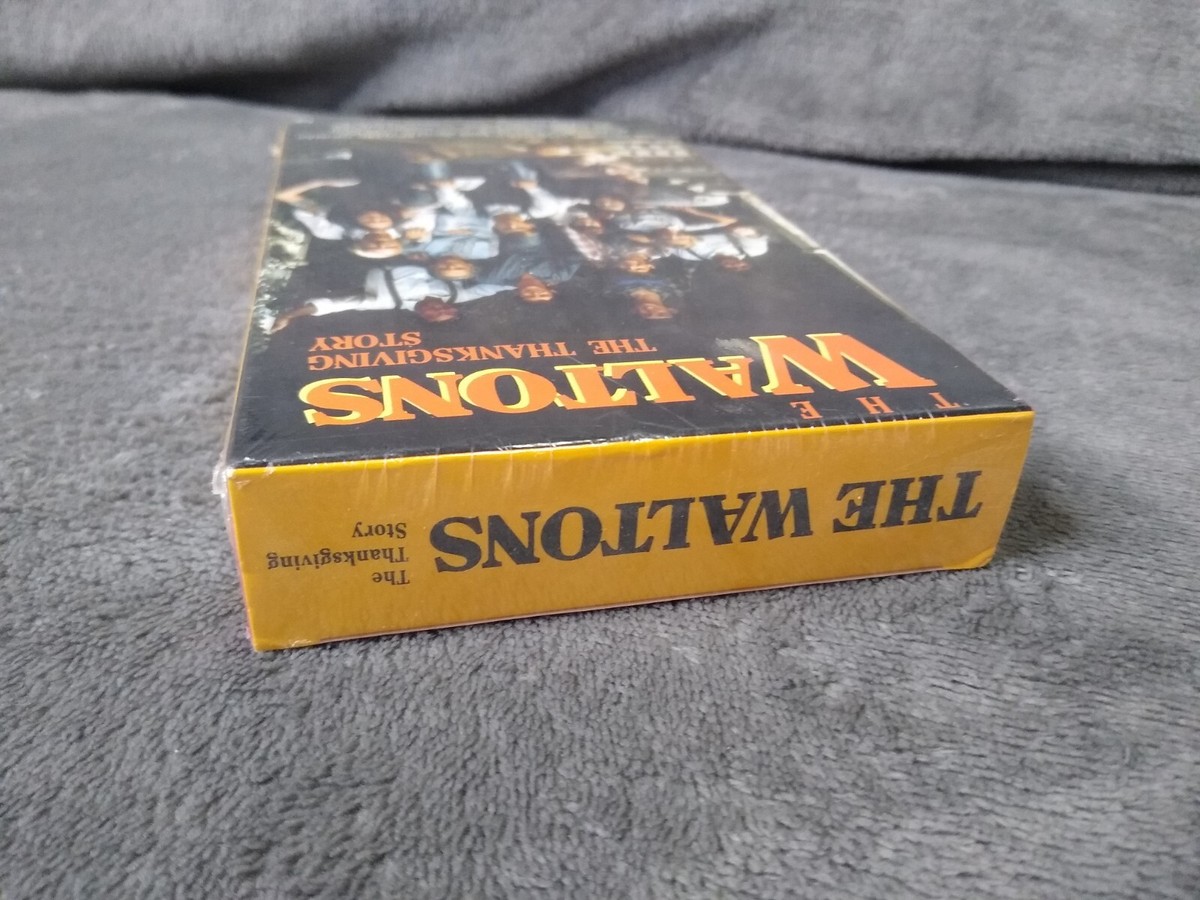 THE
WALTONS
THE THANKSGIVING
STORY
THE WALTONS
The
Thanksgiving
Story